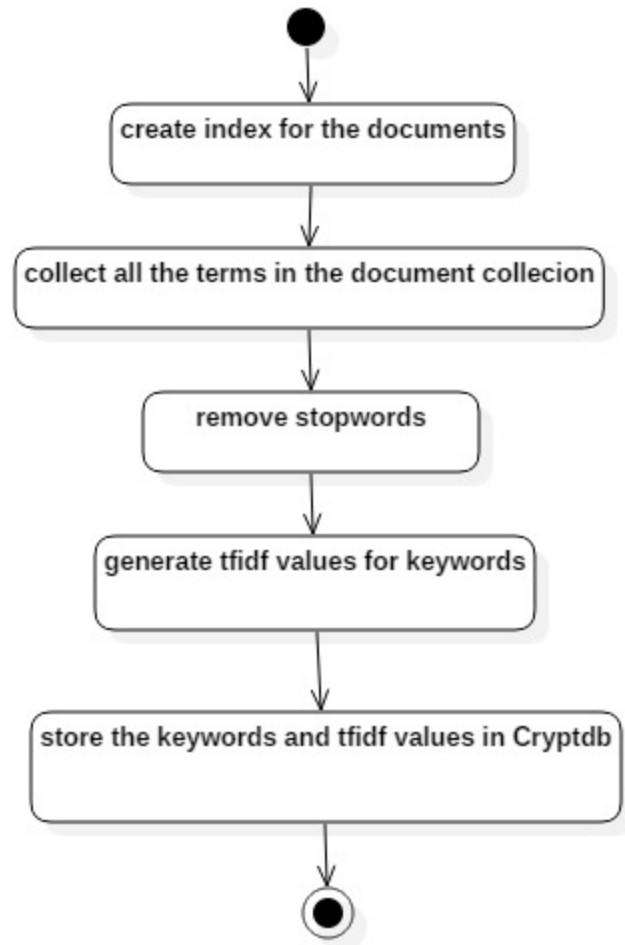 create index for the documents
collect all the terms in the document collecion
remove stopwords
generate tfidf values for keywords
store the keywords and tfidf values in Cryptdb